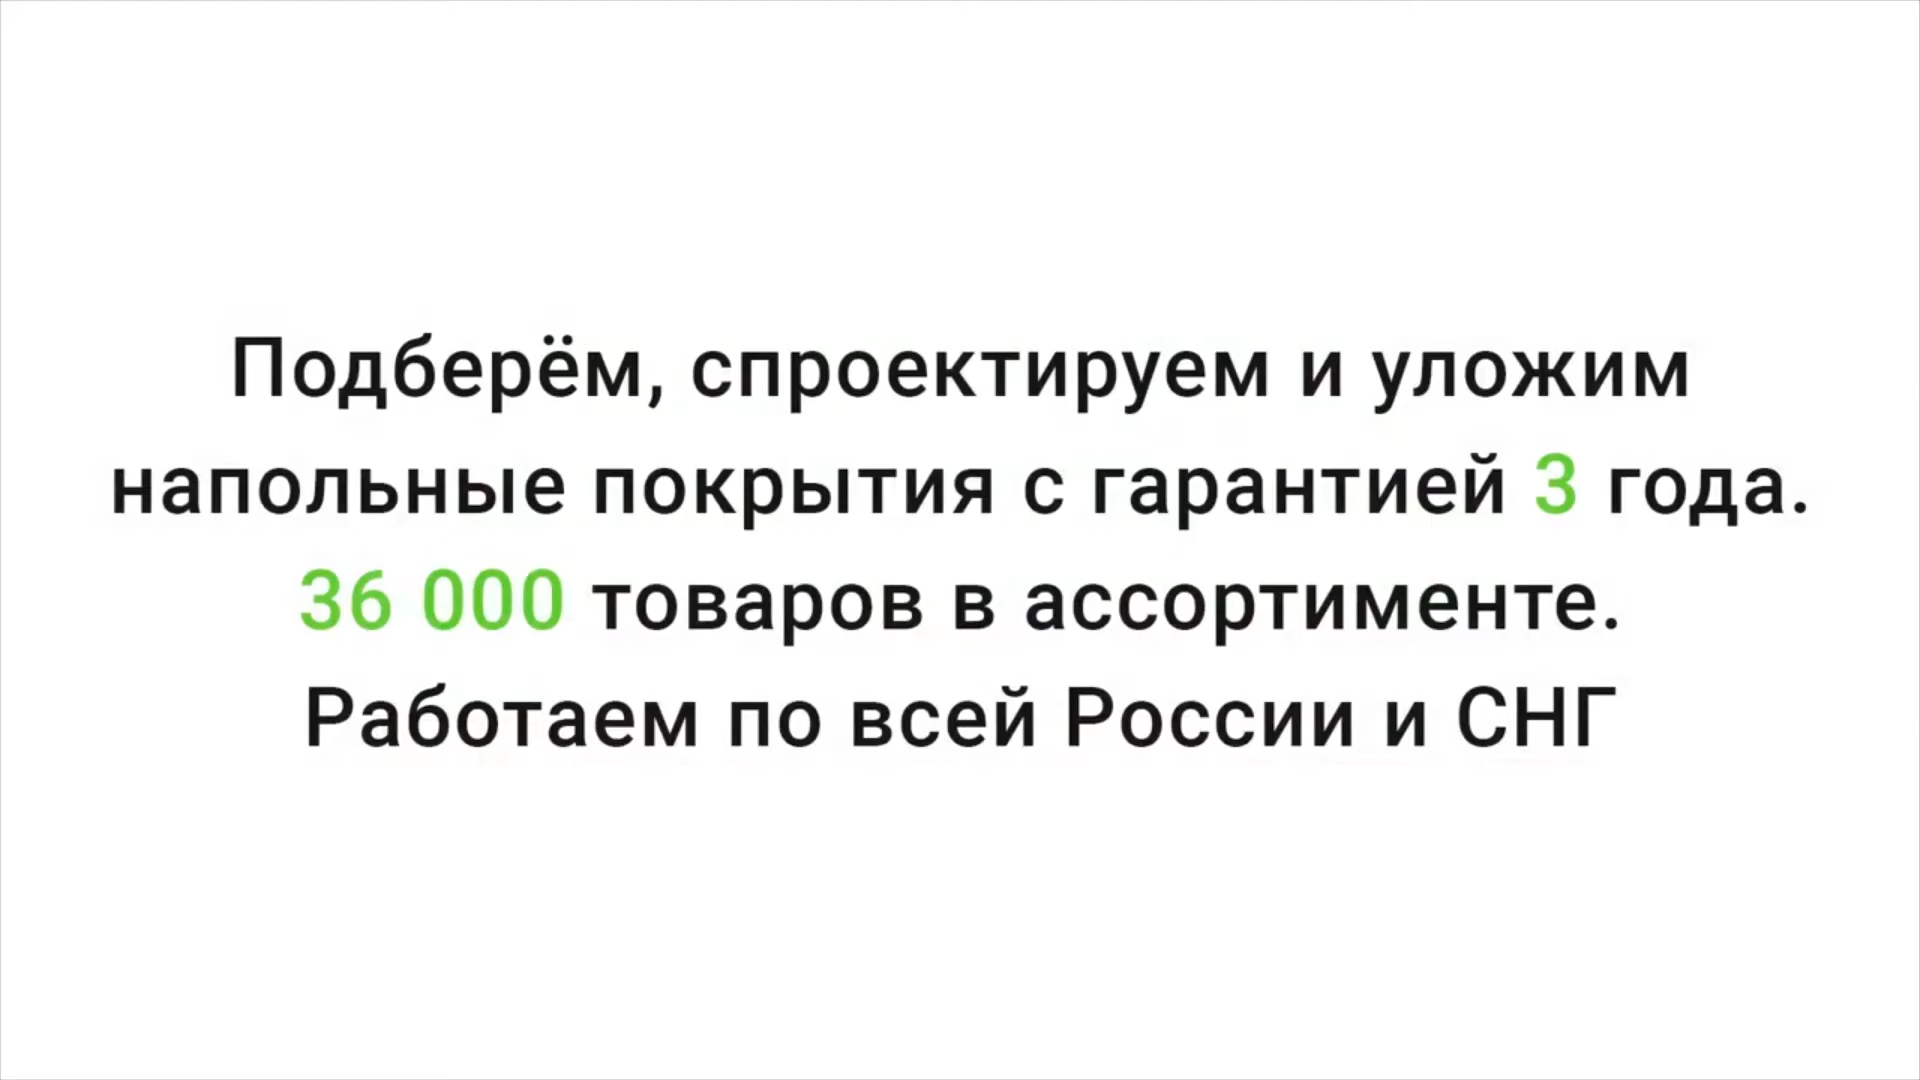 Подберём, спроектируем и уложим
напольные покрытия с гарантией 3 года.
36 000 товаров в ассортименте.
Работаем по всей России и СНГ